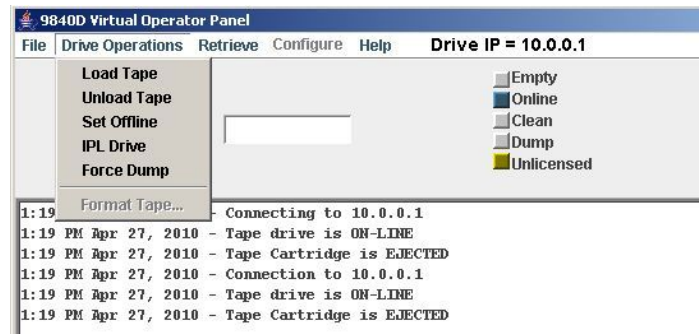 9840D Virtual Operator Panel
File Drive Operations Retrieve Configure Help Drive IP = 10.0.0.1
Load Tape
Unload Tape
Set Offline
IPL Drive
Force Dump
Format Tape...
Empty
Online
Clean
Dump
Unlicensed
1:19 - Connecting to 10.0.0.1
1:19 PM Apr 27, 2010 - Tape drive is ON-LINE
1:19 PM Apr 27, 2010 - Tape Cartridge is EJECTED
1:19 PM Apr 27, 2010 - Connection to 10.0.0.1
1:19 PM Apr 27, 2010 - Tape drive is ON-LINE
1:19 PM Apr 27, 2010 - Tape Cartridge is EJECTED